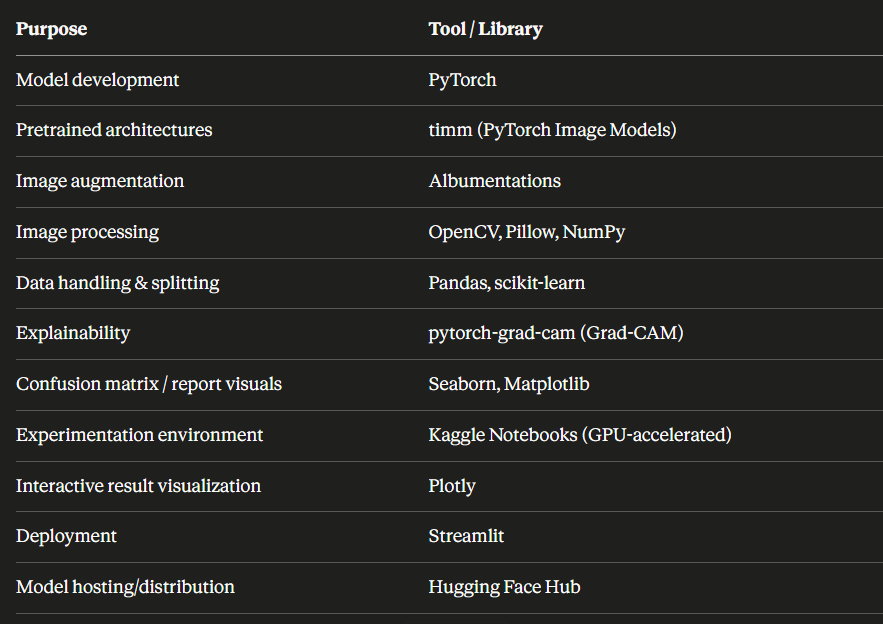 Purpose Tool / Library
Model development PyTorch
Pretrained architectures timm (PyTorch Image Models)
Image augmentation Albumentations
Image processing OpenCV, Pillow, NumPy
Data handling & splitting Pandas, scikit-learn
Explainability pytorch-grad-cam (Grad-CAM)
Confusion matrix / report visuals Seaborn, Matplotlib
Experimentation environment Kaggle Notebooks (GPU-accelerated)
Interactive result visualization Plotly
Deployment Streamlit
Model hosting/distribution Hugging Face Hub